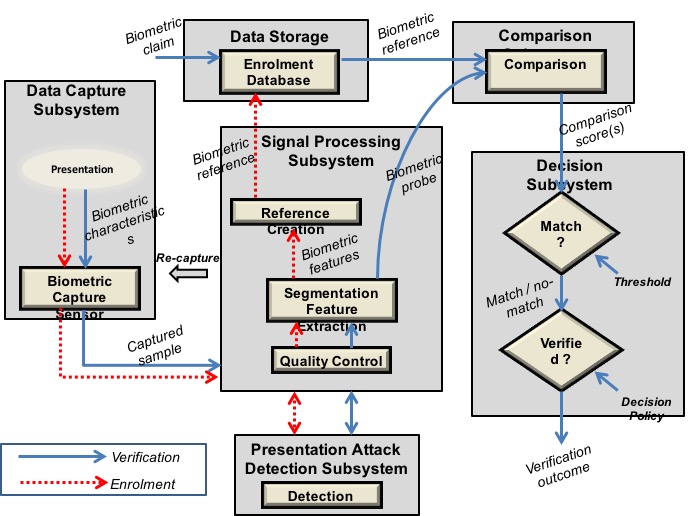 Biometric
claim
Data Storage
Enrolment
Database
Biometric
reference
Comparison
Comparison
Comparison
score(s)
Data Capture
Subsystem
Presentation
Biometric
characteristic
s
Biometric
Capture
Sensor
Re-capture
Captured
sample
Signal Processing
Subsystem
Biometric
reference
Reference
Creation
Biometric
features
Biometric
probe
Segmentation
Feature
Extraction
Quality Control
Decision
Subsystem
Match
?
Threshold
Match / no-
match
Verifie
d ?
Decision
Policy
Verification
outcome
Presentation Attack
Detection Subsystem
Detection
Verification
Enrolment